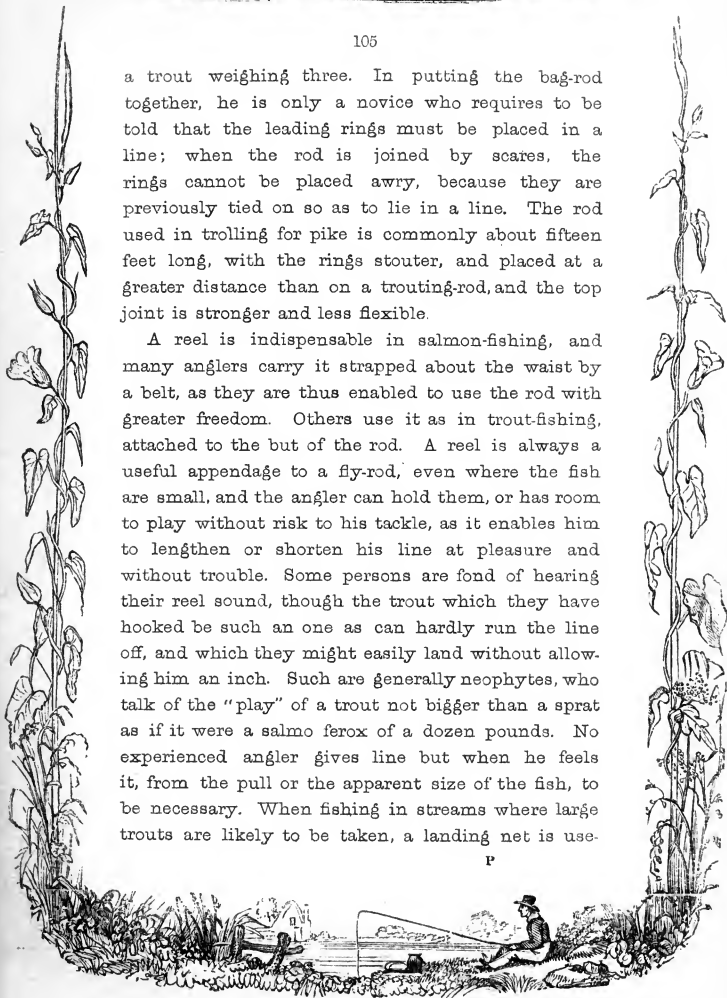 105
a trout weighing three. In putting the bag-rod
together, he is only a novice who requires to be
told that the leading rings must be placed in a
line; when the rod is joined by scares, the
rings cannot be placed awry, because they are
previously tied on so as to lie in a line. The rod
used in trolling for pike is commonly about fifteen
feet long, with the rings stouter, and placed at a
greater distance than on a trouting-rod, and the top
joint is stronger and less flexible.
A reel is indispensable in salmon-fishing, and
many anglers carry it strapped about the waist by
a belt, as they are thus enabled to use the rod with
greater freedom. Others use it as in trout-fishing,
attached to the but of the rod. A reel is always a
useful appendage to a fly-rod, even where the fish
are small, and the angler can hold them, or has room
to play without risk to his tackle, as it enables him
to lengthen or shorten his line at pleasure and
without trouble. Some persons are fond of hearing
their reel sound, though the trout which they have
hooked be such an one as can hardly run the line
off, and which they might easily land without allow-
ing him an inch. Such are generally neophytes, who
talk of the "play" of a trout not bigger than a sprat
as if it were a salmo ferox of a dozen pounds. No
experienced angler gives line but when he feels
it, from the pull or the apparent size of the fish, to
be necessary. When fishing in streams where large
trouts are likely to be taken, a landing net is use-
P